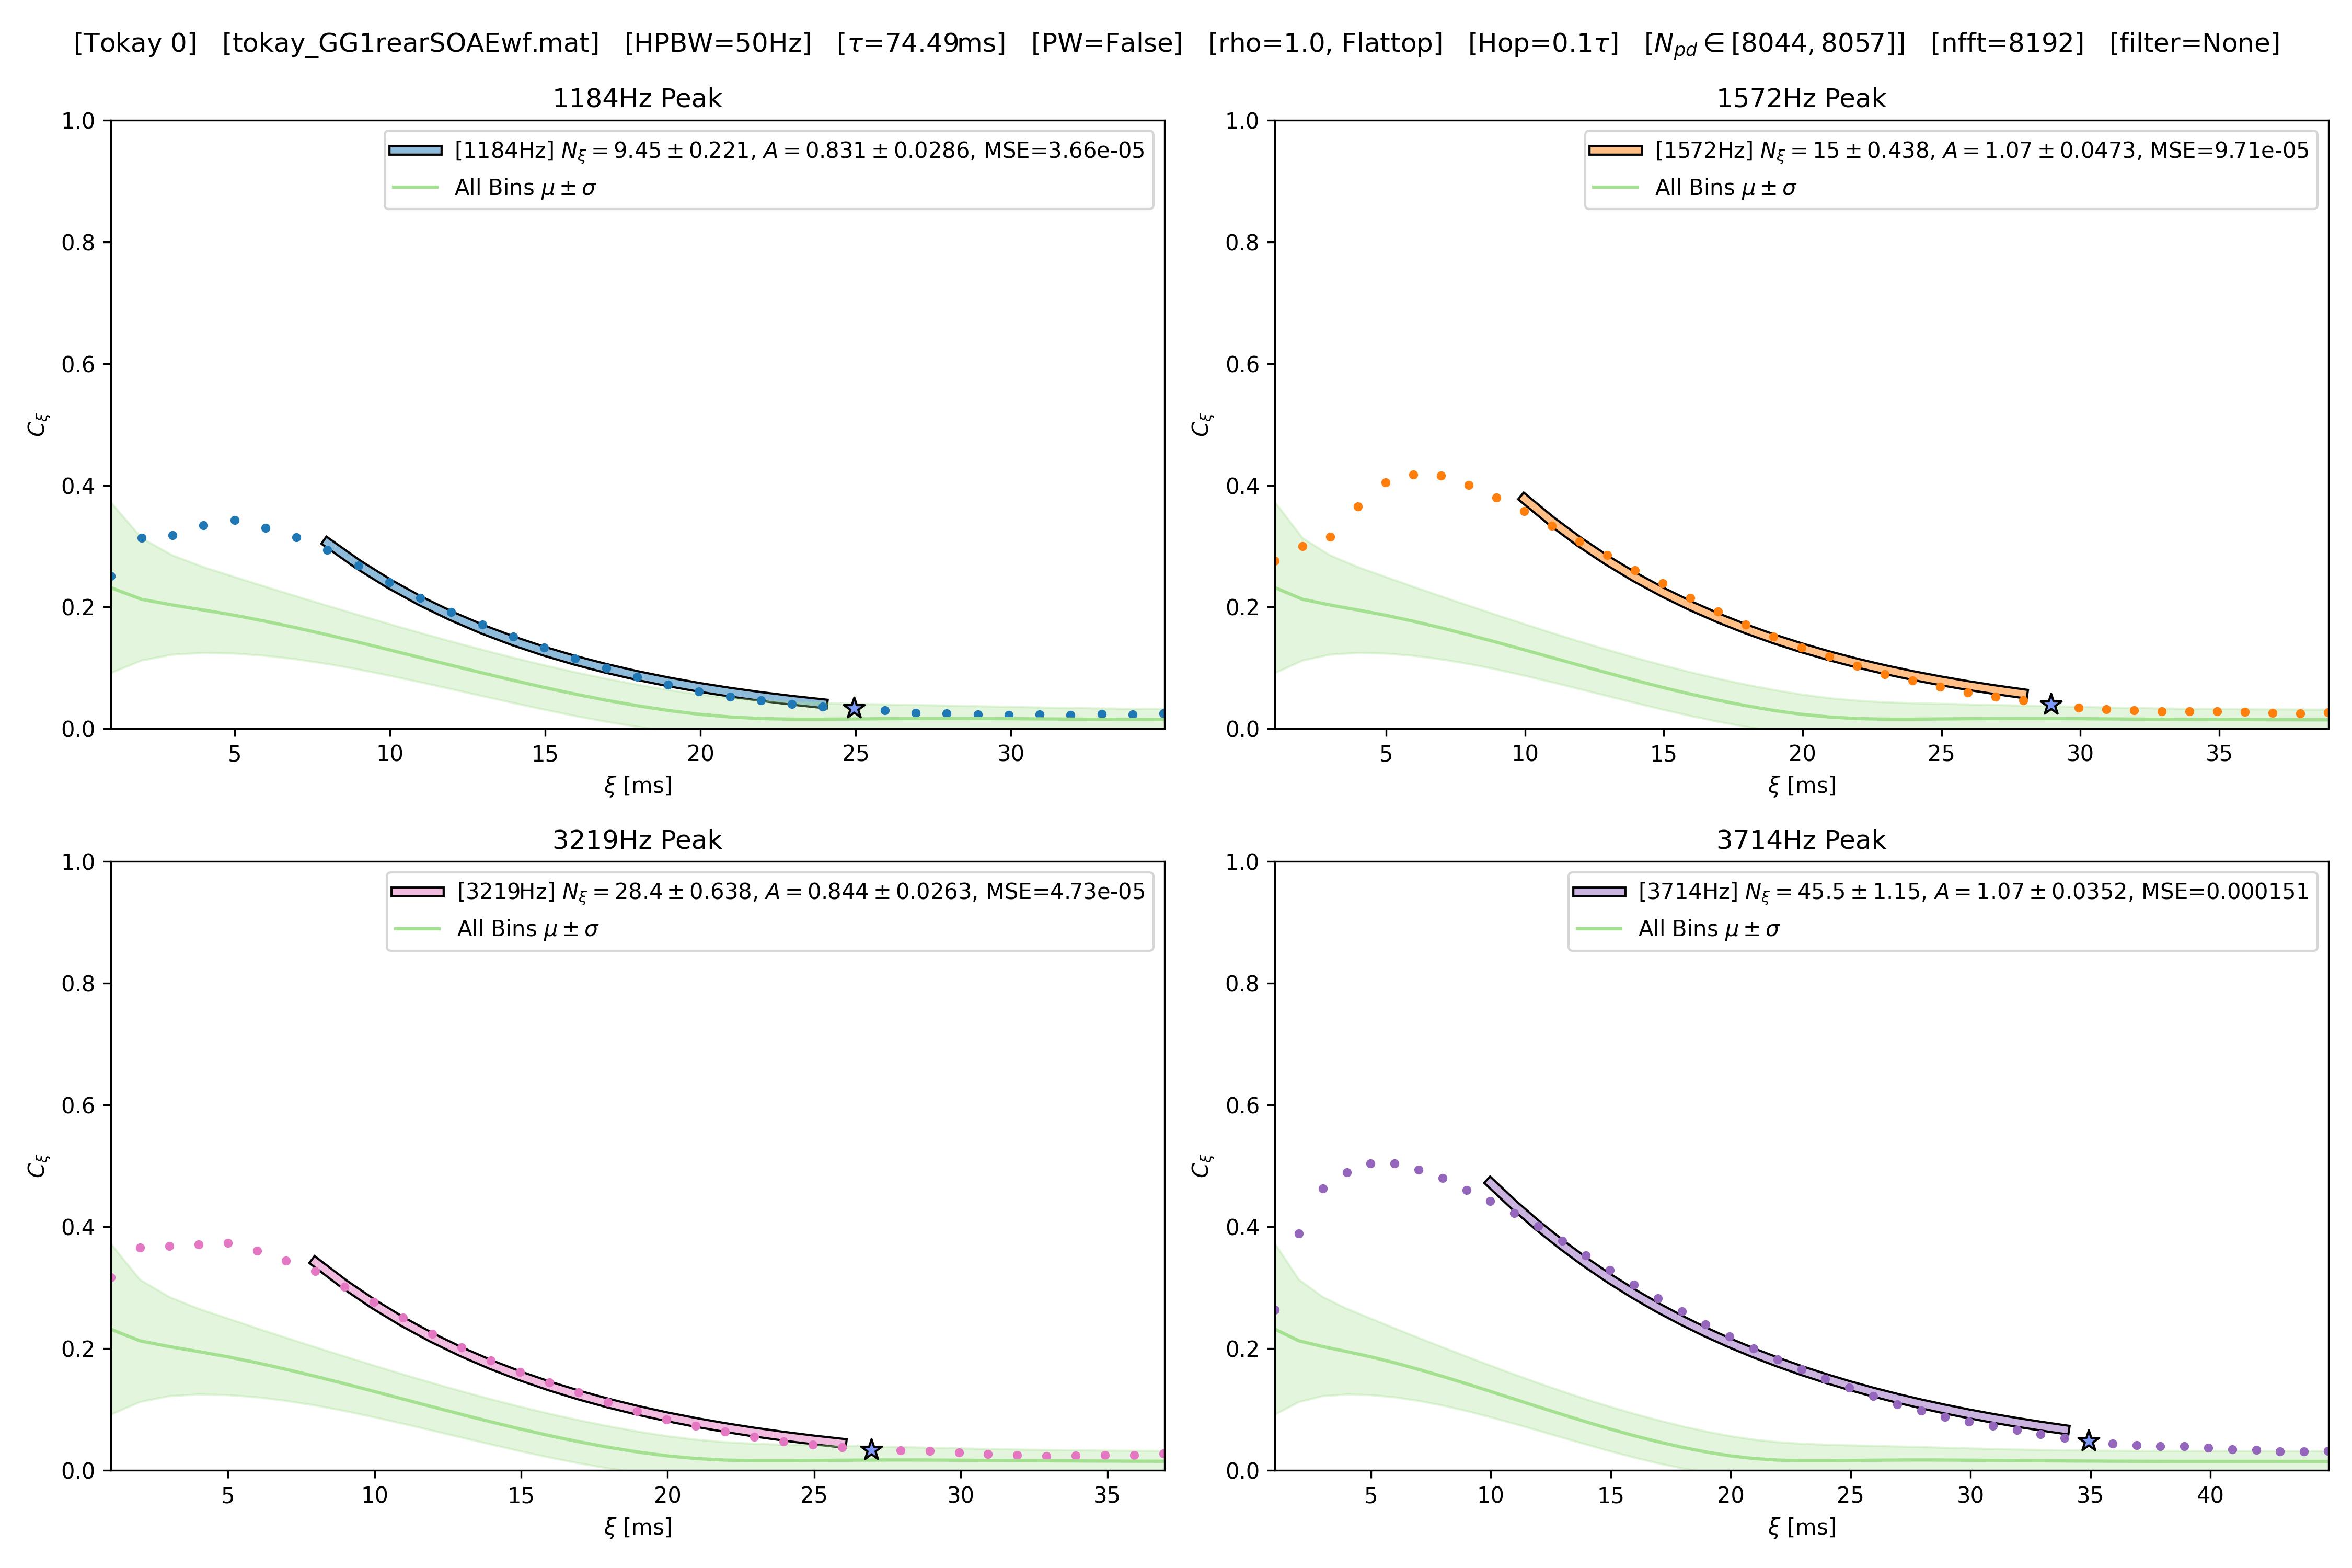 [Tokay 0] [tokay_GG1rearSOAEwf.mat] [HPBW=50Hz] [τ=74.49ms] [PW=False] [rho=1.0, Flattop] [Hop=0.1τ] [N_pd ∈ [8044, 8057]] [nfft=8192] [filter=None]
1184Hz Peak
[1184Hz] N_ξ = 9.45 ± 0.221, A = 0.831 ± 0.0286, MSE=3.66e-05
All Bins μ ± σ
1.0
0.8
0.6
0.4
0.2
0.0
C_ξ
5 10 15 20 25 30
ξ [ms]
1572Hz Peak
[1572Hz] N_ξ = 15 ± 0.438, A = 1.07 ± 0.0473, MSE=9.71e-05
All Bins μ ± σ
1.0
0.8
0.6
0.4
0.2
0.0
C_ξ
5 10 15 20 25 30 35
ξ [ms]
3219Hz Peak
[3219Hz] N_ξ = 28.4 ± 0.638, A = 0.844 ± 0.0263, MSE=4.73e-05
All Bins μ ± σ
1.0
0.8
0.6
0.4
0.2
0.0
C_ξ
5 10 15 20 25 30 35
ξ [ms]
3714Hz Peak
[3714Hz] N_ξ = 45.5 ± 1.15, A = 1.07 ± 0.0352, MSE=0.000151
All Bins μ ± σ
1.0
0.8
0.6
0.4
0.2
0.0
C_ξ
5 10 15 20 25 30 35 40
ξ [ms]